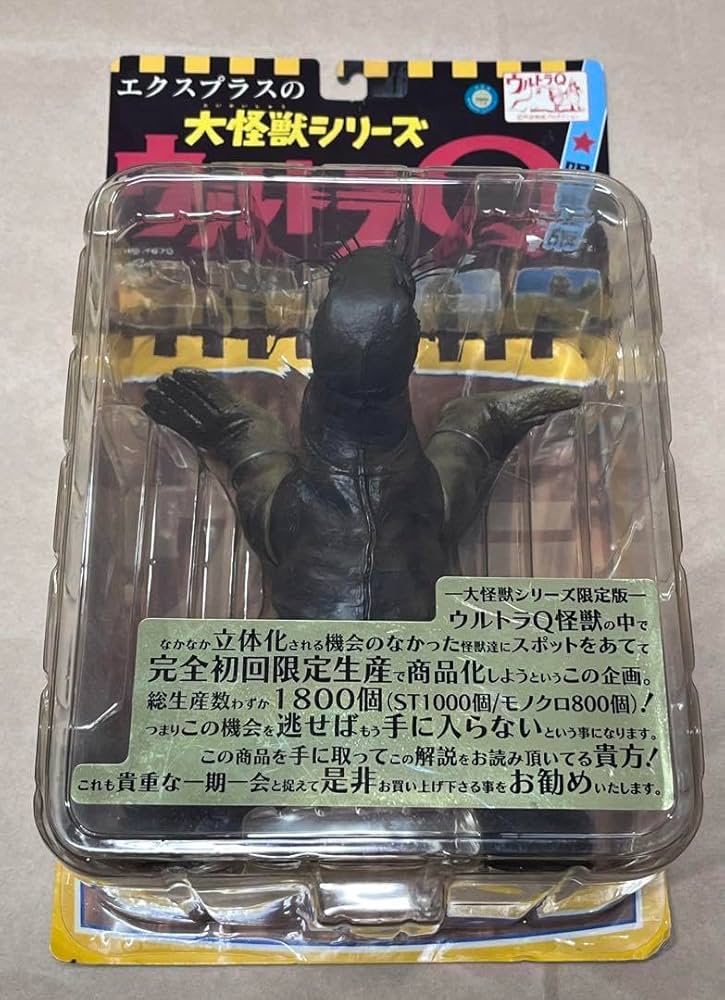 エクスプラスの
たいかいじゅう
大怪獣シリーズ
ウルトラQ
ウルトラQ
限
―大怪獣シリーズ限定版―
ウルトラQ怪獣の中で
なかなか立体化される機会のなかった怪獣達にスポットをあてて
完全初回限定生産で商品化しようというこの企画。
総生産数わずか1800個(ST1000個/モノクロ800個)!
つまりこの機会を逃せばもう手に入らないという事になります。
この商品を手に取ってこの解説をお読み頂いてる貴方!
これも貴重な一期一会と捉えて是非お買い上げ下さる事をお勧めいたします。